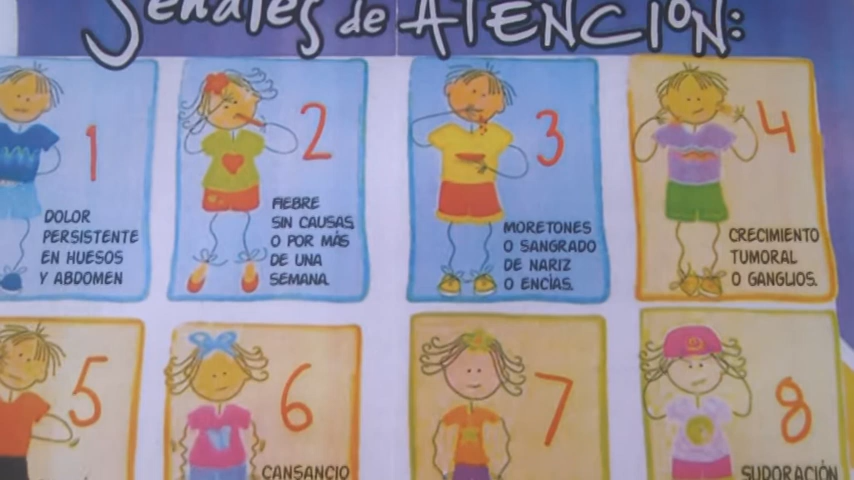 Señales de ATENCIÓN:
1
DOLOR
PERSISTENTE
EN HUESOS
Y ABDOMEN
2
FIEBRE
SIN CAUSAS
O POR MÁS
DE UNA
SEMANA.
3
MORETONES
O SANGRADO
DE NARIZ
O ENCÍAS.
4
CRECIMIENTO
TUMORAL
O GANGLIOS.
5
6
CANSANCIO
7
8
SUDORACIÓN